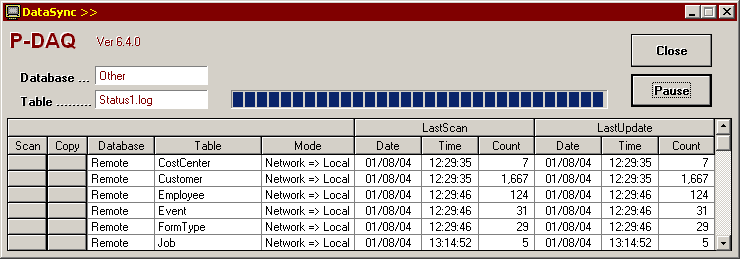 DataSync >>
P-DAQ Ver 6.4.0
Close
Database ... Other
Pause
Table ......... Status1.log
LastScan LastUpdate
Scan Copy Database Table Mode Date Time Count Date Time Count
Remote CostCenter Network => Local 01/08/04 12:29:35 7 01/08/04 12:29:35 7
Remote Customer Network => Local 01/08/04 12:29:35 1,667 01/08/04 12:29:35 1,667
Remote Employee Network => Local 01/08/04 12:29:46 124 01/08/04 12:29:46 124
Remote Event Network => Local 01/08/04 12:29:46 31 01/08/04 12:29:46 31
Remote FormType Network => Local 01/08/04 12:29:46 29 01/08/04 12:29:46 29
Remote Job Network => Local 01/08/04 13:14:52 5 01/08/04 13:14:52 5